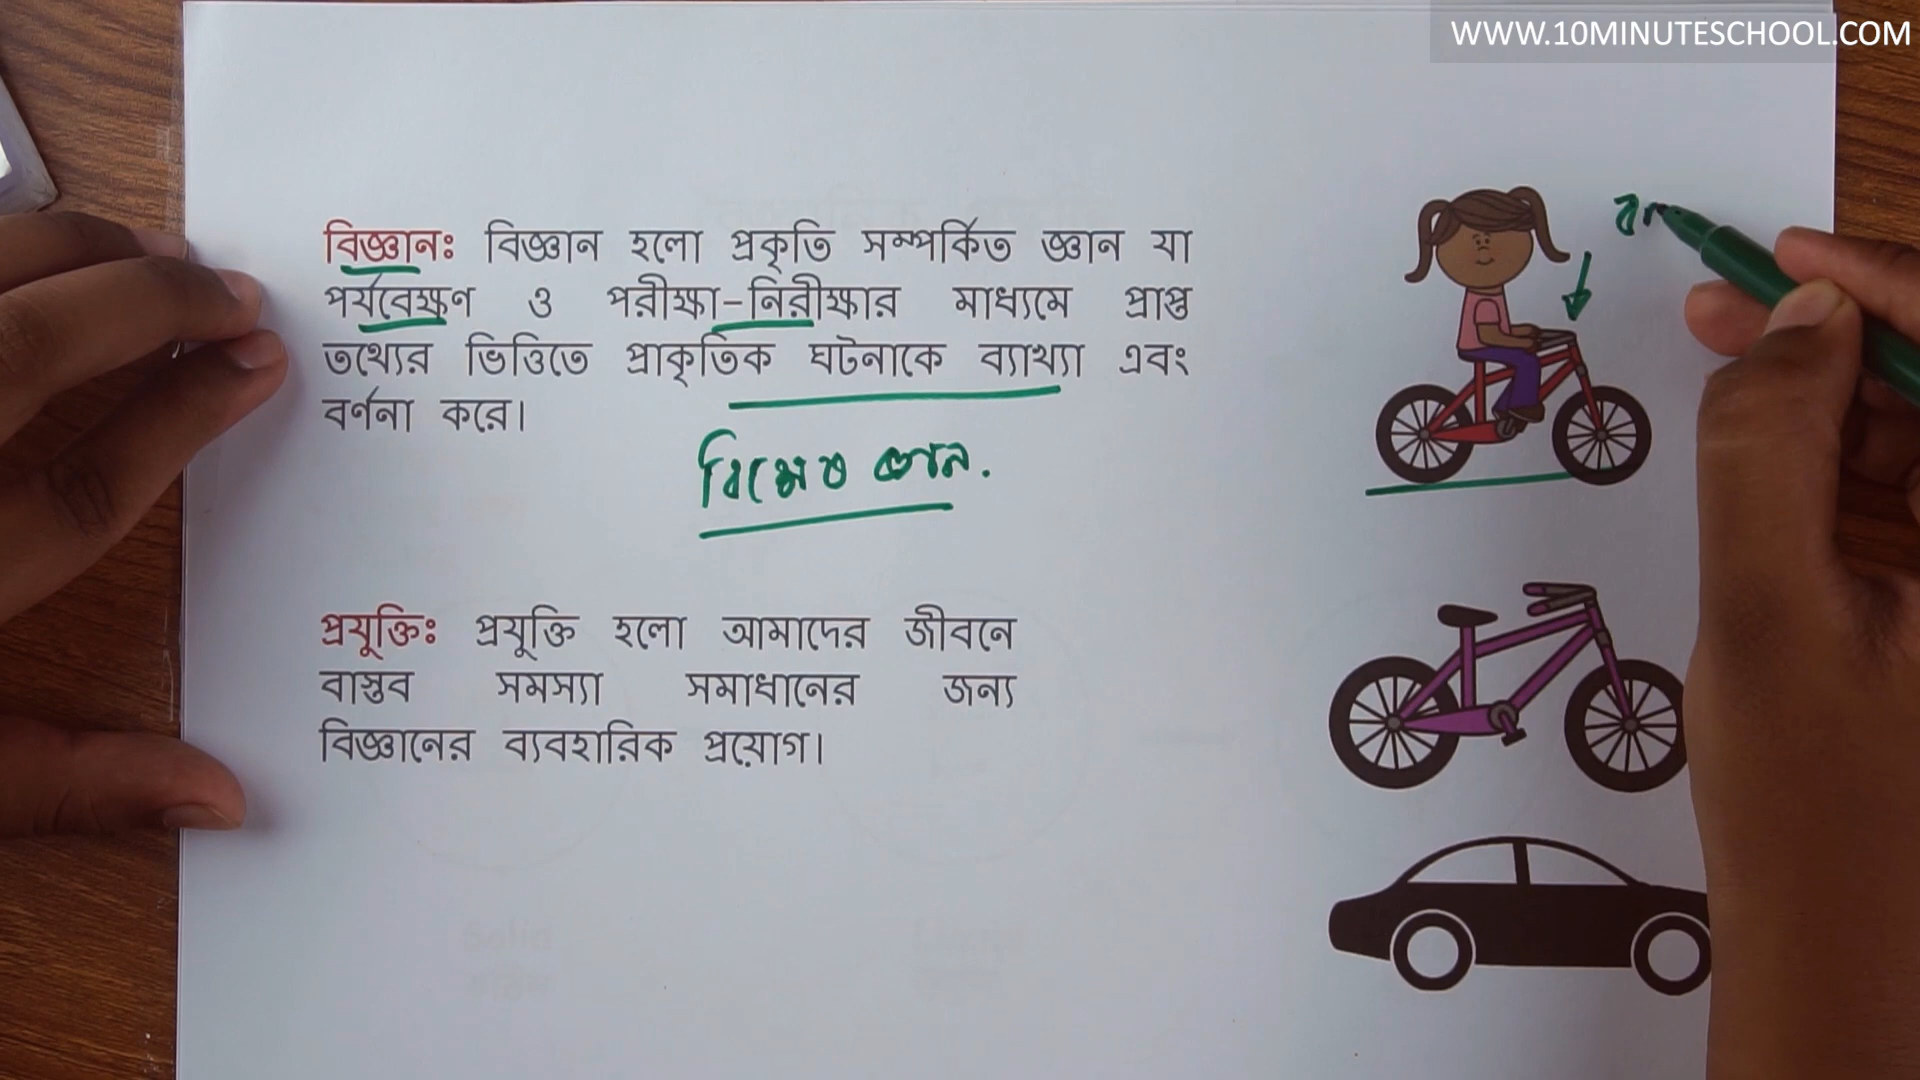 WWW.10MINUTESCHOOL.COM
বিজ্ঞানঃ বিজ্ঞান হলো প্রকৃতি সম্পর্কিত জ্ঞান যা
পর্যবেক্ষণ ও পরীক্ষা-নিরীক্ষার মাধ্যমে প্রাপ্ত
তথ্যের ভিত্তিতে প্রাকৃতিক ঘটনাকে ব্যাখ্যা এবং
বর্ণনা করে।
বিশেষ জ্ঞান.
প্রযুক্তিঃ প্রযুক্তি হলো আমাদের জীবনে
বাস্তব সমস্যা সমাধানের জন্য
বিজ্ঞানের ব্যবহারিক প্রয়োগ।